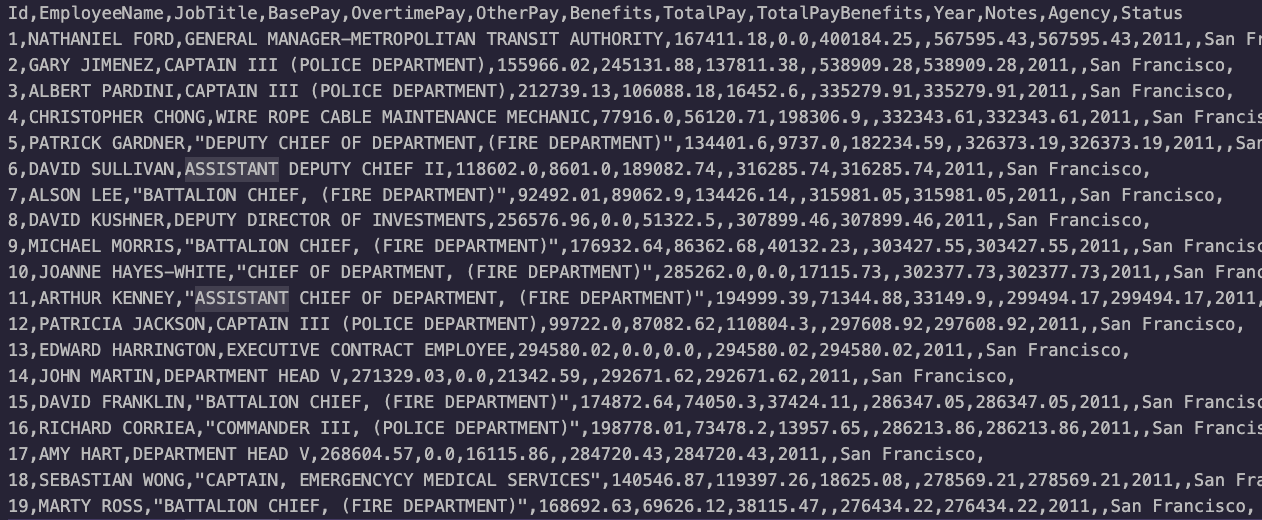 Id,EmployeeName,JobTitle,BasePay,OvertimePay,OtherPay,Benefits,TotalPay,TotalPayBenefits,Year,Notes,Agency,Status
1,NATHANIEL FORD,GENERAL MANAGER-METROPOLITAN TRANSIT AUTHORITY,167411.18,0.0,400184.25,,567595.43,567595.43,2011,,San Fr
2,GARY JIMENEZ,CAPTAIN III (POLICE DEPARTMENT),155966.02,245131.88,137811.38,,538909.28,538909.28,2011,,San Francisco,
3,ALBERT PARDINI,CAPTAIN III (POLICE DEPARTMENT),212739.13,106088.18,16452.6,,335279.91,335279.91,2011,,San Francisco,
4,CHRISTOPHER CHONG,WIRE ROPE CABLE MAINTENANCE MECHANIC,77916.0,56120.71,198306.9,,332343.61,332343.61,2011,,San Francis
5,PATRICK GARDNER,"DEPUTY CHIEF OF DEPARTMENT,(FIRE DEPARTMENT)",134401.6,9737.0,182234.59,,326373.19,326373.19,2011,,San
6,DAVID SULLIVAN,ASSISTANT DEPUTY CHIEF II,118602.0,8601.0,189082.74,,316285.74,316285.74,2011,,San Francisco,
7,ALSON LEE,"BATTALION CHIEF, (FIRE DEPARTMENT)",92492.01,89062.9,134426.14,,315981.05,315981.05,2011,,San Francisco,
8,DAVID KUSHNER,DEPUTY DIRECTOR OF INVESTMENTS,256576.96,0.0,51322.5,,307899.46,307899.46,2011,,San Francisco,
9,MICHAEL MORRIS,"BATTALION CHIEF, (FIRE DEPARTMENT)",176932.64,86362.68,40132.23,,303427.55,303427.55,2011,,San Francisc
10,JOANNE HAYES-WHITE,"CHIEF OF DEPARTMENT, (FIRE DEPARTMENT)",285262.0,0.0,17115.73,,302377.73,302377.73,2011,,San Franc
11,ARTHUR KENNEY,"ASSISTANT CHIEF OF DEPARTMENT, (FIRE DEPARTMENT)",194999.39,71344.88,33149.9,,299494.17,299494.17,2011,
12,PATRICIA JACKSON,CAPTAIN III (POLICE DEPARTMENT),99722.0,87082.62,110804.3,,297608.92,297608.92,2011,,San Francisco,
13,EDWARD HARRINGTON,EXECUTIVE CONTRACT EMPLOYEE,294580.02,0.0,0.0,,294580.02,294580.02,2011,,San Francisco,
14,JOHN MARTIN,DEPARTMENT HEAD V,271329.03,0.0,21342.59,,292671.62,292671.62,2011,,San Francisco,
15,DAVID FRANKLIN,"BATTALION CHIEF, (FIRE DEPARTMENT)",174872.64,74050.3,37424.11,,286347.05,286347.05,2011,,San Francisc
16,RICHARD CORRIEA,"COMMANDER III, (POLICE DEPARTMENT)",198778.01,73478.2,13957.65,,286213.86,286213.86,2011,,San Francisc
17,AMY HART,DEPARTMENT HEAD V,268604.57,0.0,16115.86,,284720.43,284720.43,2011,,San Francisco,
18,SEBASTIAN WONG,"CAPTAIN, EMERGENCYCY MEDICAL SERVICES",140546.87,119397.26,18625.08,,278569.21,278569.21,2011,,San Francis
19,MARTY ROSS,"BATTALION CHIEF, (FIRE DEPARTMENT)",168692.63,69626.12,38115.47,,276434.22,276434.22,2011,,San Francisco,